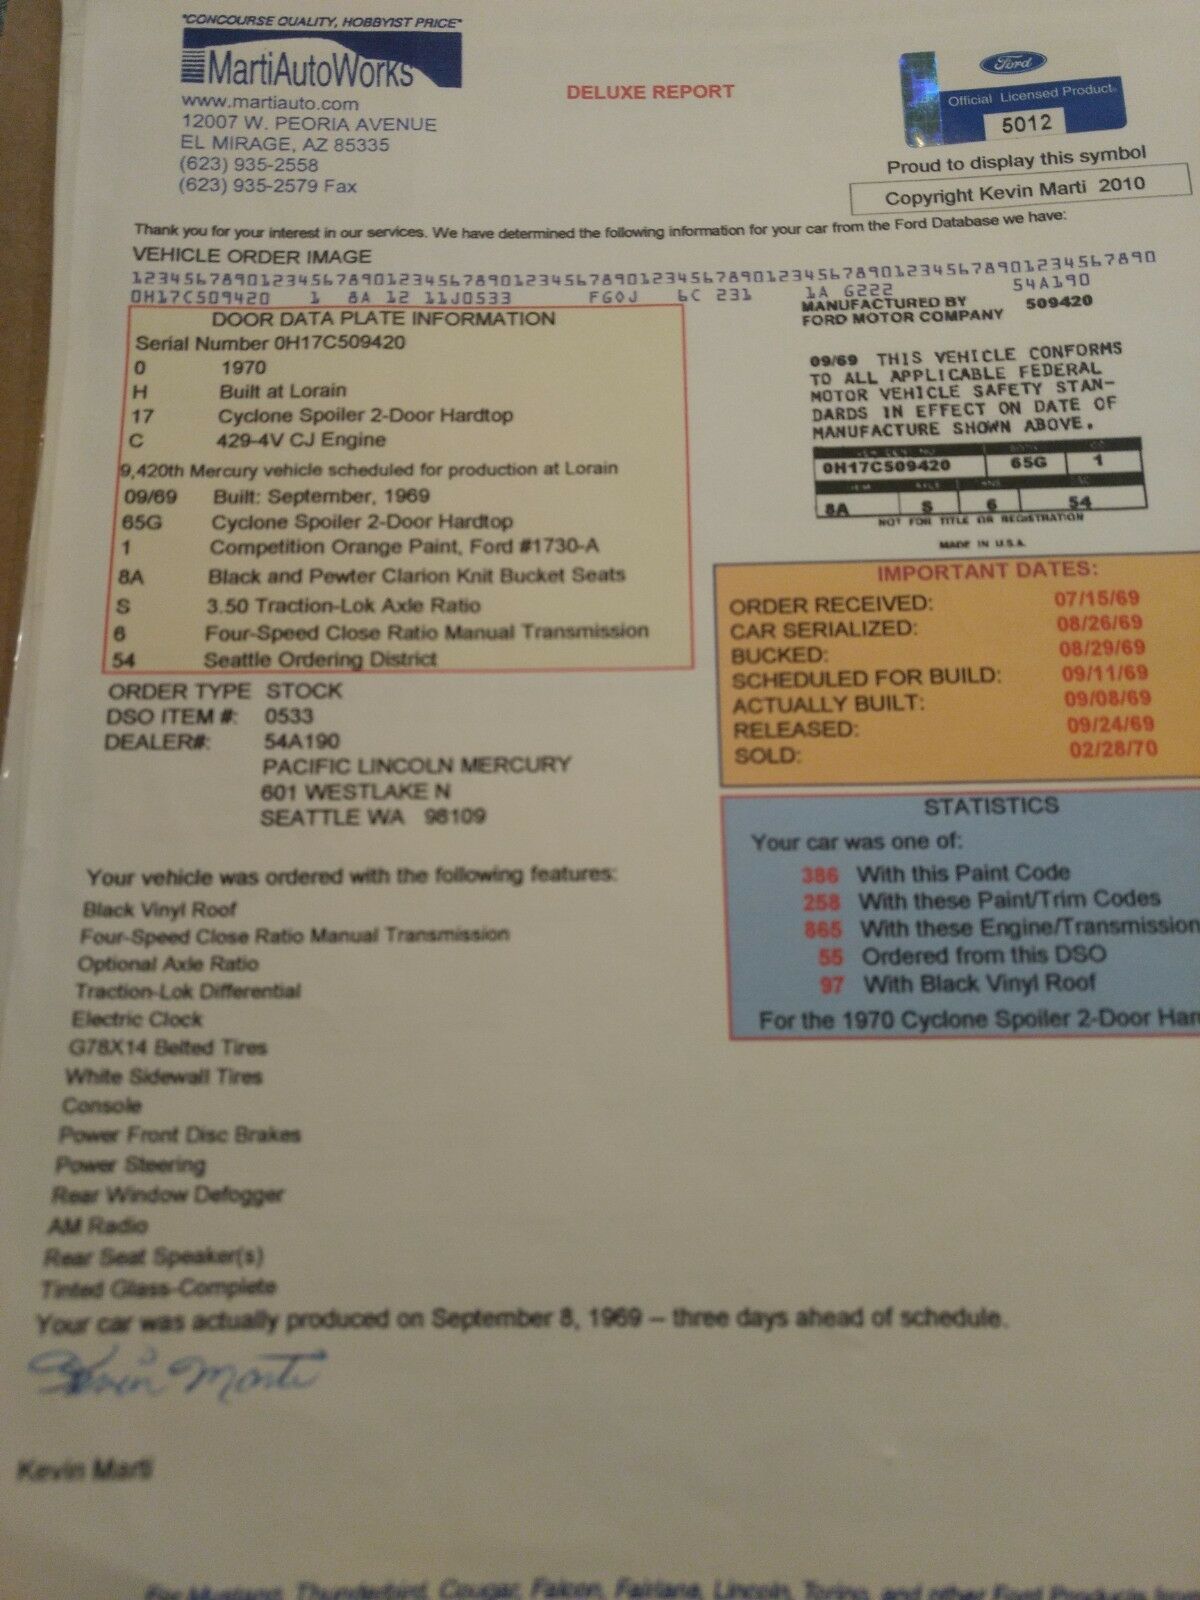 "CONCOURSE QUALITY, HOBBYIST PRICE"
MartiAutoWorks
www.martiauto.com
12007 W. PEORIA AVENUE
EL MIRAGE, AZ 85335
(623) 935-2558
(623) 935-2579 Fax
DELUXE REPORT
Ford
Official Licensed Product
5012
Proud to display this symbol
Copyright Kevin Marti 2010
Thank you for your interest in our services. We have determined the following information for your car from the Ford Database we have:
VEHICLE ORDER IMAGE
12345678901234567890123456789012345678901234567890123456789012345678901234567890
0H17C509420 1 8A 12 11J0533 FG0J 6C 231 1A G222 54A190
DOOR DATA PLATE INFORMATION
Serial Number 0H17C509420
0 1970
H Built at Lorain
17 Cyclone Spoiler 2-Door Hardtop
C 429-4V CJ Engine
9,420th Mercury vehicle scheduled for production at Lorain
09/69 Built: September, 1969
65G Cyclone Spoiler 2-Door Hardtop
1 Competition Orange Paint, Ford #1730-A
8A Black and Pewter Clarion Knit Bucket Seats
S 3.50 Traction-Lok Axle Ratio
6 Four-Speed Close Ratio Manual Transmission
54 Seattle Ordering District
MANUFACTURED BY
FORD MOTOR COMPANY 509420
09/69 THIS VEHICLE CONFORMS
TO ALL APPLICABLE FEDERAL
MOTOR VEHICLE SAFETY STAN-
DARDS IN EFFECT ON DATE OF
MANUFACTURE SHOWN ABOVE.
0H17C509420 65G 1
8A S 6 54
NOT FOR TITLE OR REGISTRATION
MADE IN U.S.A.
ORDER TYPE STOCK
DSO ITEM #: 0533
DEALER#: 54A190
PACIFIC LINCOLN MERCURY
601 WESTLAKE N
SEATTLE WA 98109
IMPORTANT DATES:
ORDER RECEIVED: 07/15/69
CAR SERIALIZED: 08/26/69
BUCKED: 08/29/69
SCHEDULED FOR BUILD: 09/11/69
ACTUALLY BUILT: 09/08/69
RELEASED: 09/24/69
SOLD: 02/28/70
STATISTICS
Your car was one of:
386 With this Paint Code
258 With these Paint/Trim Codes
865 With these Engine/Transmission
55 Ordered from this DSO
97 With Black Vinyl Roof
For the 1970 Cyclone Spoiler 2-Door Har
Your vehicle was ordered with the following features:
Black Vinyl Roof
Four-Speed Close Ratio Manual Transmission
Optional Axle Ratio
Traction-Lok Differential
Electric Clock
G78X14 Belted Tires
White Sidewall Tires
Console
Power Front Disc Brakes
Power Steering
Rear Window Defogger
AM Radio
Rear Seat Speaker(s)
Tinted Glass-Complete
Your car was actually produced on September 8, 1969 -- three days ahead of schedule.
Kevin Marti
Kevin Marti
For Mustang, Thunderbird, Cougar, Falcon, Fairlane, Lincoln, Torino, and other Ford Products